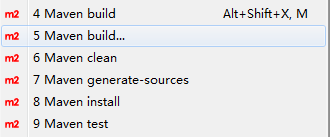 m2 4 Maven build Alt+Shift+X, M
m2 5 Maven build...
m2 6 Maven clean
m2 7 Maven generate-sources
m2 8 Maven install
m2 9 Maven test